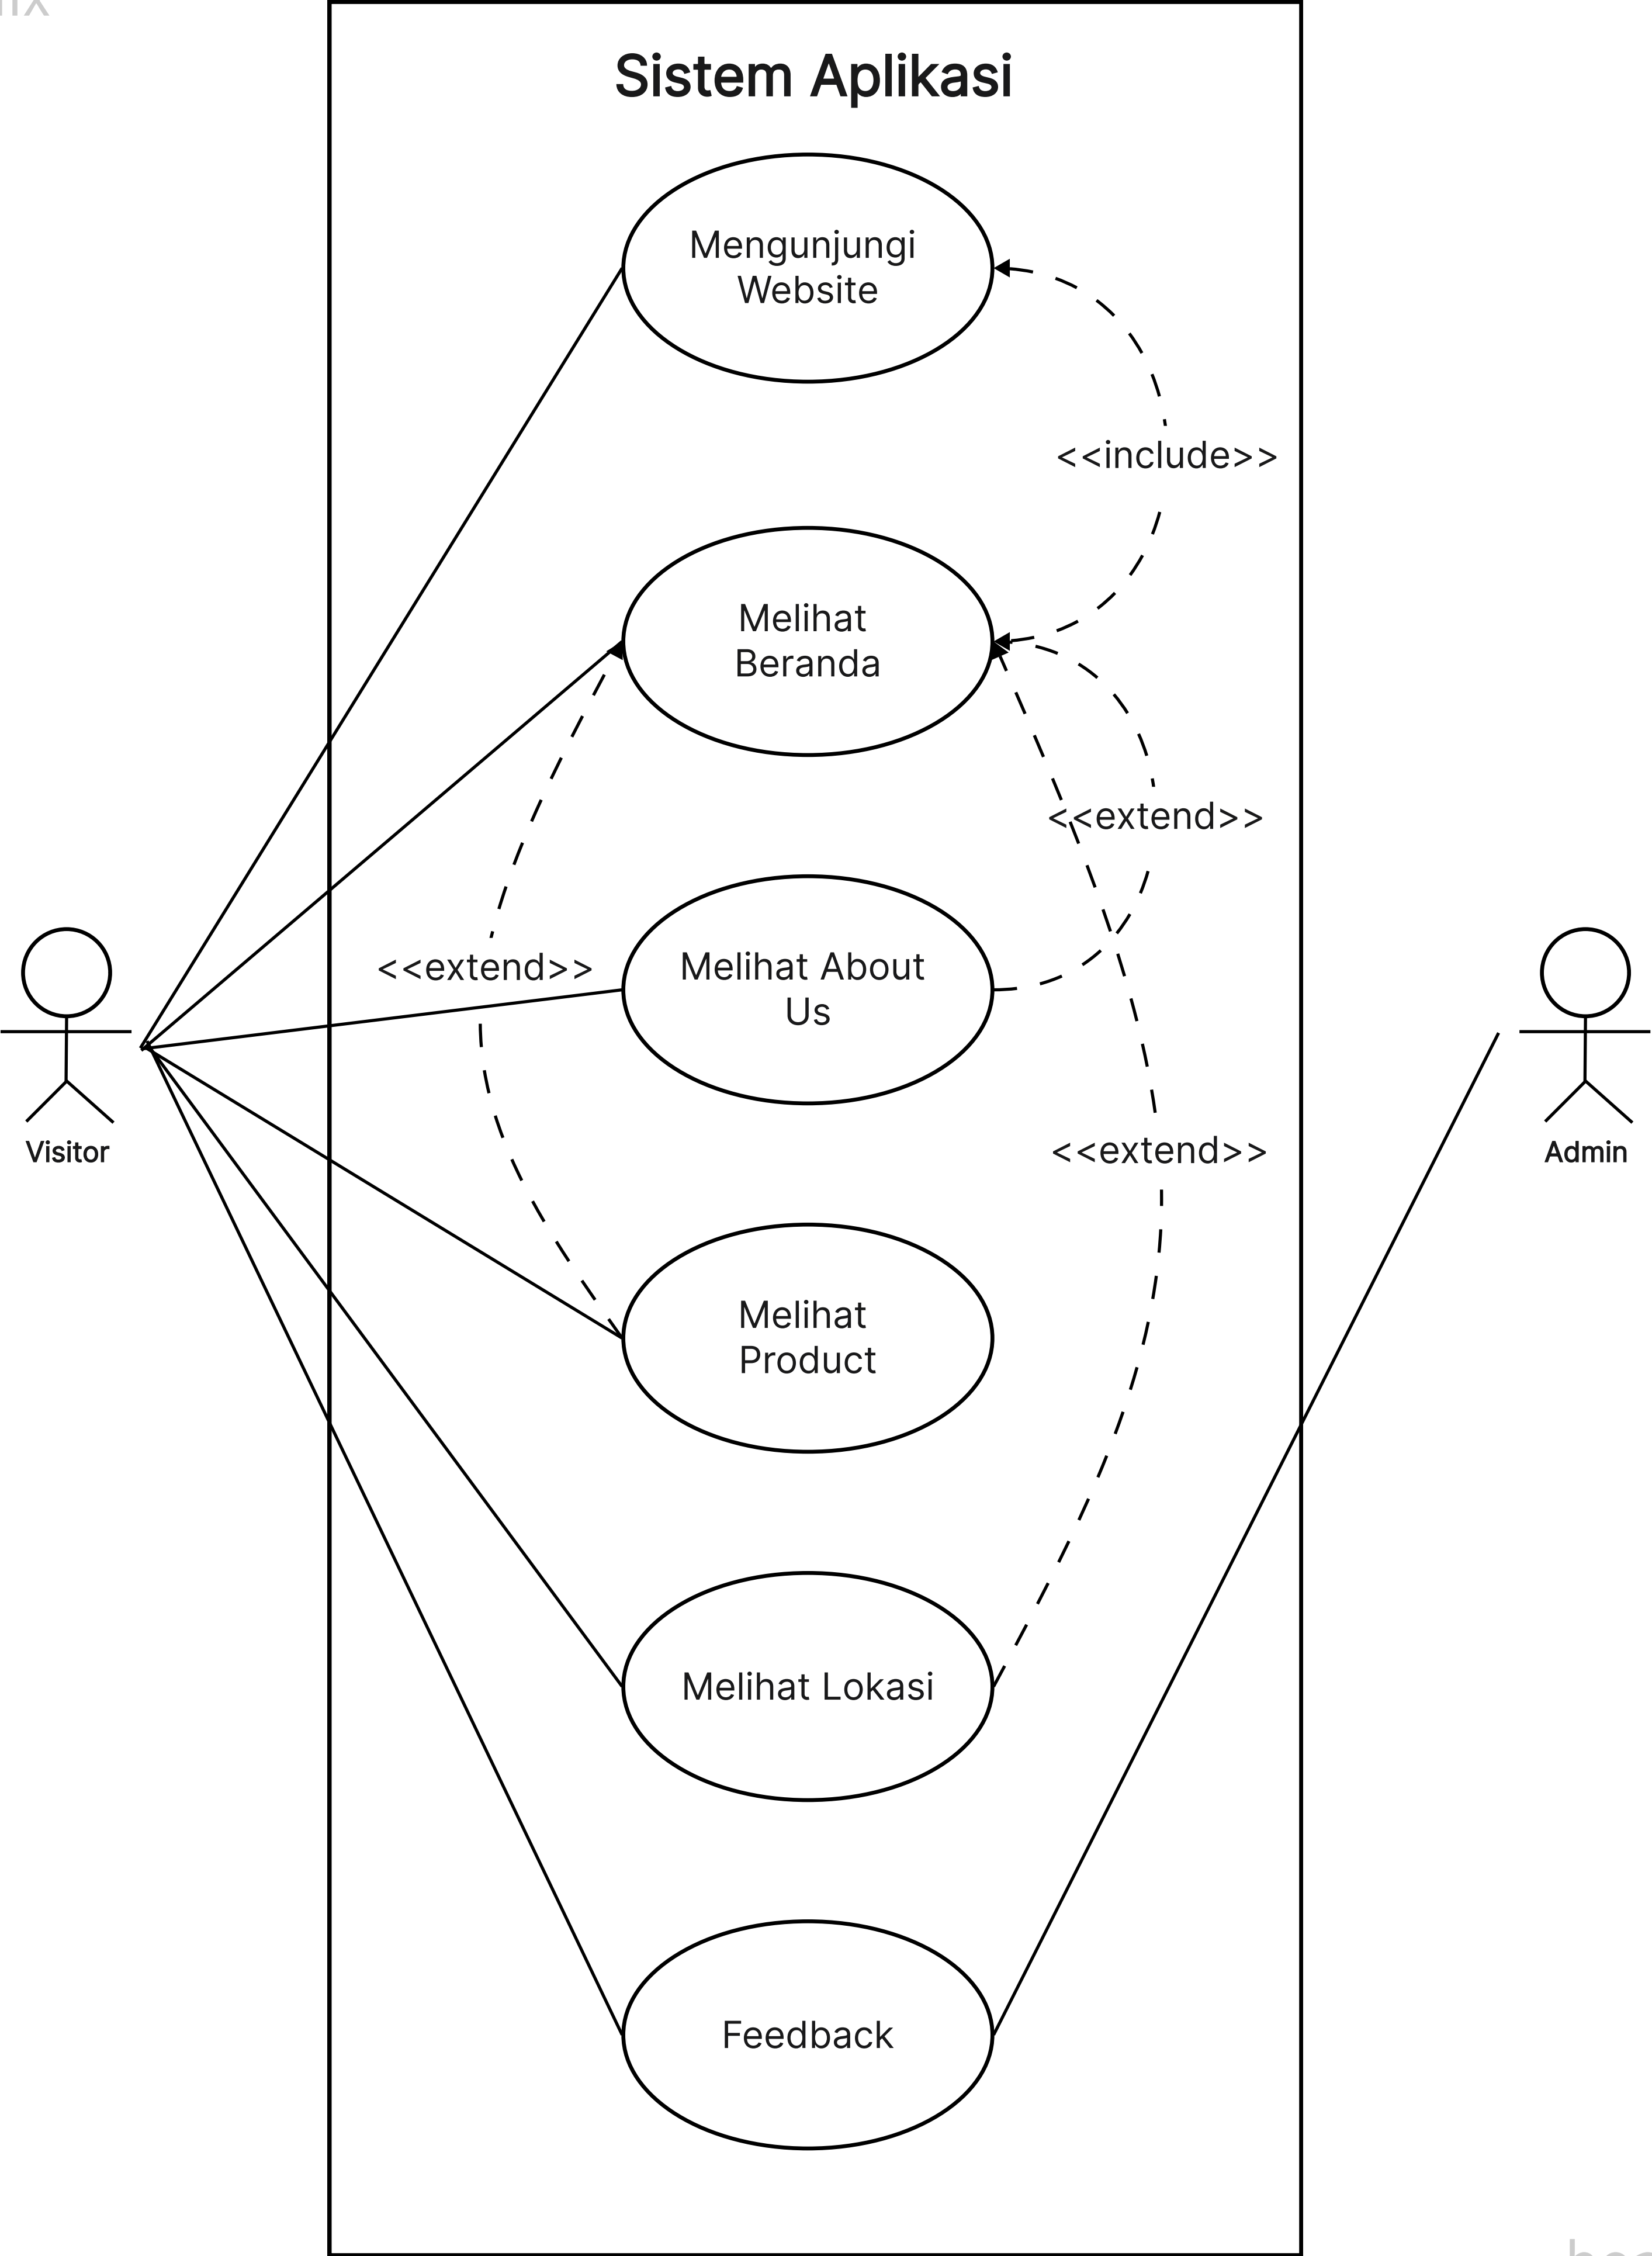 Sistem Aplikasi
Mengunjungi
Website
<<include>>
Melihat
Beranda
<<extend>>
<<extend>>
Melihat About
Us
Visitor
<<extend>>
Admin
Melihat
Product
Melihat Lokasi
Feedback